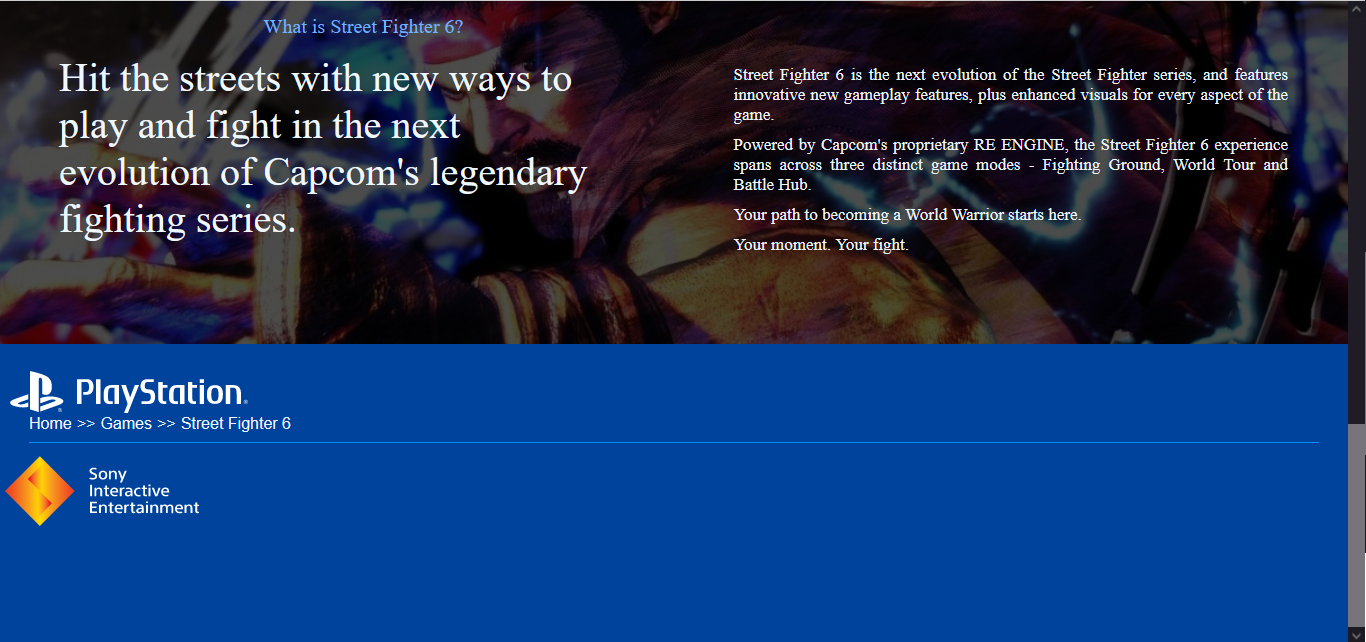 What is Street Fighter 6?
Hit the streets with new ways to
play and fight in the next
evolution of Capcom's legendary
fighting series.
Street Fighter 6 is the next evolution of the Street Fighter series, and features
innovative new gameplay features, plus enhanced visuals for every aspect of the
game.
Powered by Capcom's proprietary RE ENGINE, the Street Fighter 6 experience
spans across three distinct game modes - Fighting Ground, World Tour and
Battle Hub.
Your path to becoming a World Warrior starts here.
Your moment. Your fight.
PlayStation®
Home >> Games >> Street Fighter 6
Sony
Interactive
Entertainment